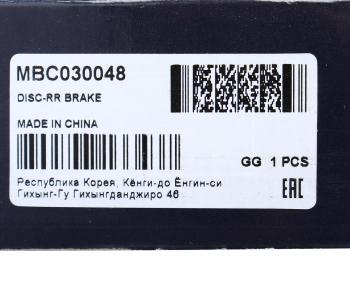 MBC030048
DISC-RR BRAKE
MADE IN CHINA
GG 1 PCS
Республика Корея, Кёнги-до Ёнгин-си
Гихынг-Гу Гихынгданджиро 46
EAC